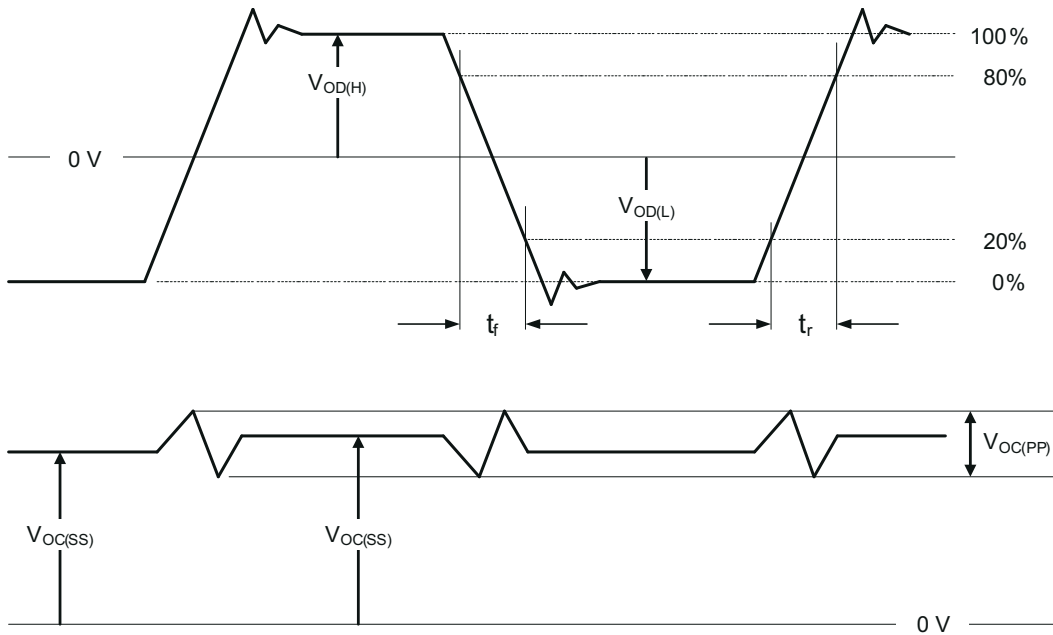 100%
80%
V_OD(H)
0 V
V_OD(L)
20%
0%
t_f
t_r
V_OC(PP)
V_OC(SS)
V_OC(SS)
0 V